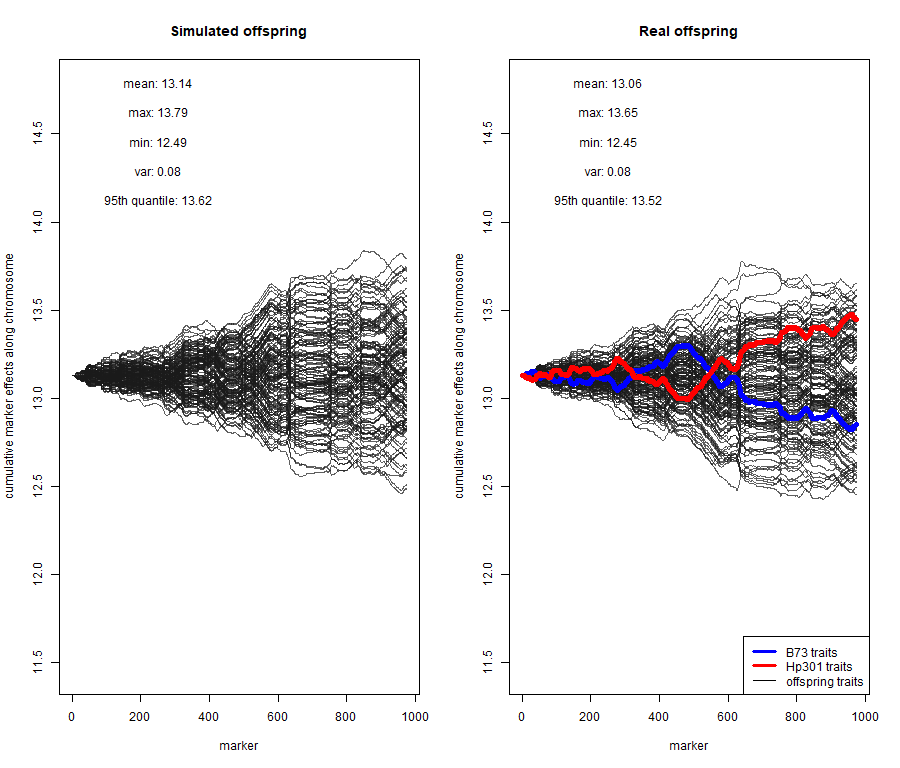 Simulated offspring
mean: 13.14
max: 13.79
min: 12.49
var: 0.08
95th quantile: 13.62
cumulative marker effects along chromosome
11.5
12.0
12.5
13.0
13.5
14.0
14.5
0
200
400
600
800
1000
marker
Real offspring
mean: 13.06
max: 13.65
min: 12.45
var: 0.08
95th quantile: 13.52
cumulative marker effects along chromosome
11.5
12.0
12.5
13.0
13.5
14.0
14.5
B73 traits
Hp301 traits
offspring traits
0
200
400
600
800
1000
marker